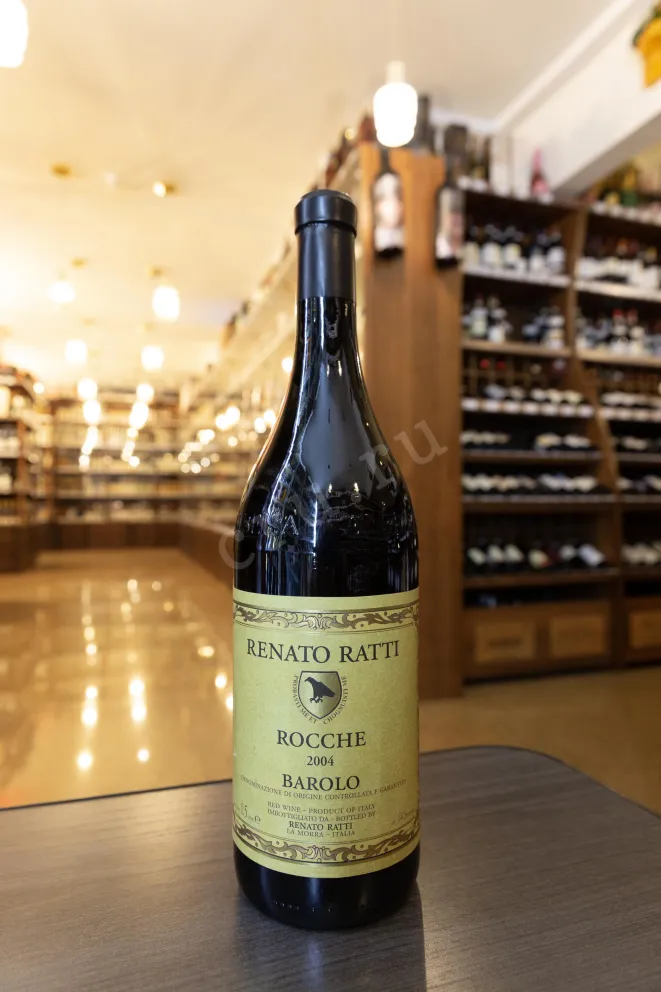 RENATO RATTI
ROCCHE
2004
BAROLO
DENOMINAZIONE DI ORIGINE CONTROLLATA E GARANTITA
RED WINE - PRODUCT OF ITALY
IMBOTTIGLIATO DA - BOTTLED BY
RENATO RATTI
LA MORRA - ITALIA